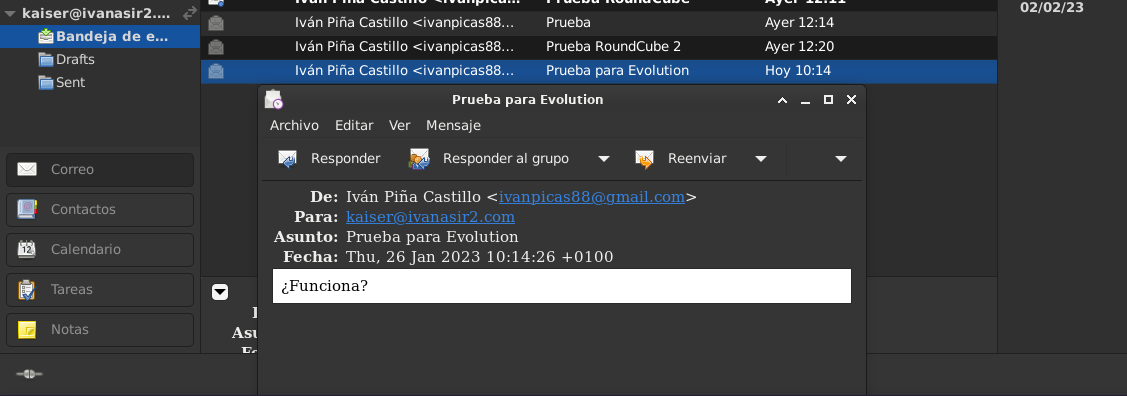 kaiser@ivanasir2....
Bandeja de e...
Drafts
Sent
Correo
Contactos
Calendario
Tareas
Notas
Iván Piña Castillo <ivanpicas88... Prueba RoundCube Ayer 12:11
Iván Piña Castillo <ivanpicas88... Prueba Ayer 12:14
Iván Piña Castillo <ivanpicas88... Prueba RoundCube 2 Ayer 12:20
Iván Piña Castillo <ivanpicas88... Prueba para Evolution Hoy 10:14
02/02/23
Prueba para Evolution
Archivo Editar Ver Mensaje
Responder Responder al grupo Reenviar
De: Iván Piña Castillo <ivanpicas88@gmail.com>
Para: kaiser@ivanasir2.com
Asunto: Prueba para Evolution
Fecha: Thu, 26 Jan 2023 10:14:26 +0100
¿Funciona?
Asu